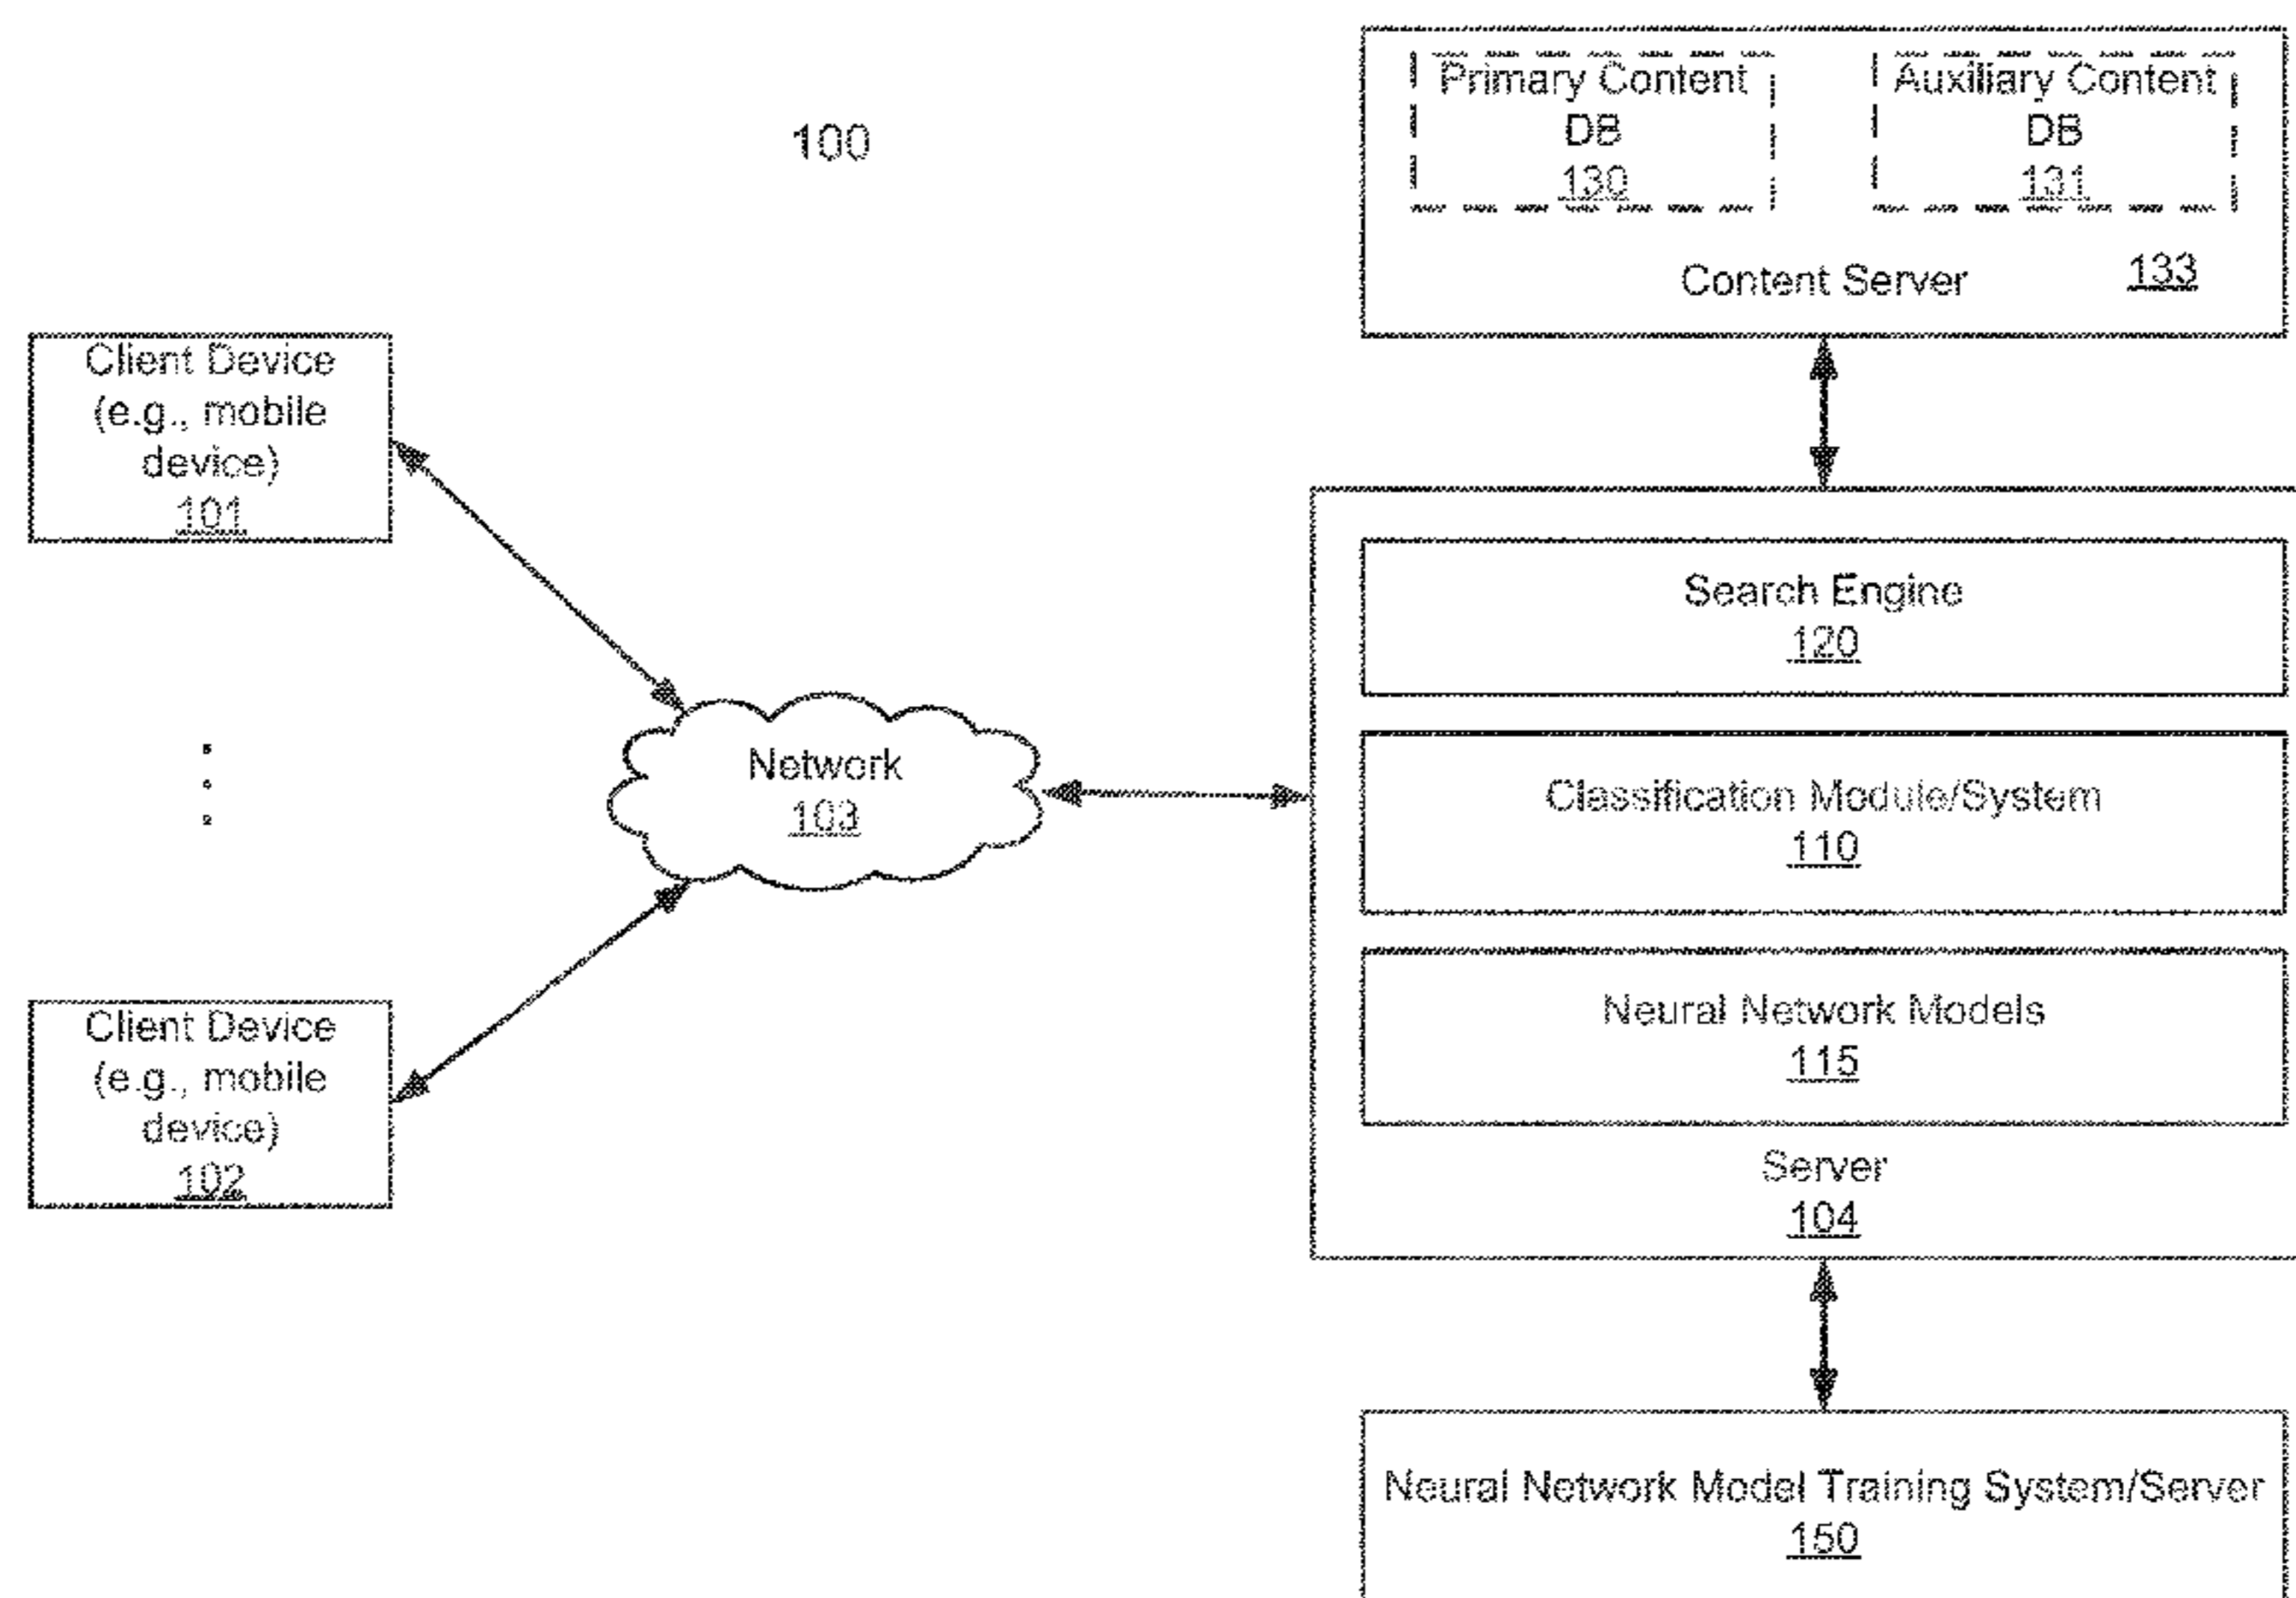 100
Primary Content
DB
130
Auxiliary Content
DB
131
Content Server
133
Client Device
(e.g., mobile
device)
101
Search Engine
120
Network
103
Classification Module/System
110
Neural Network Models
115
Client Device
(e.g., mobile
device)
102
Server
104
Neural Network Model Training System/Server
150